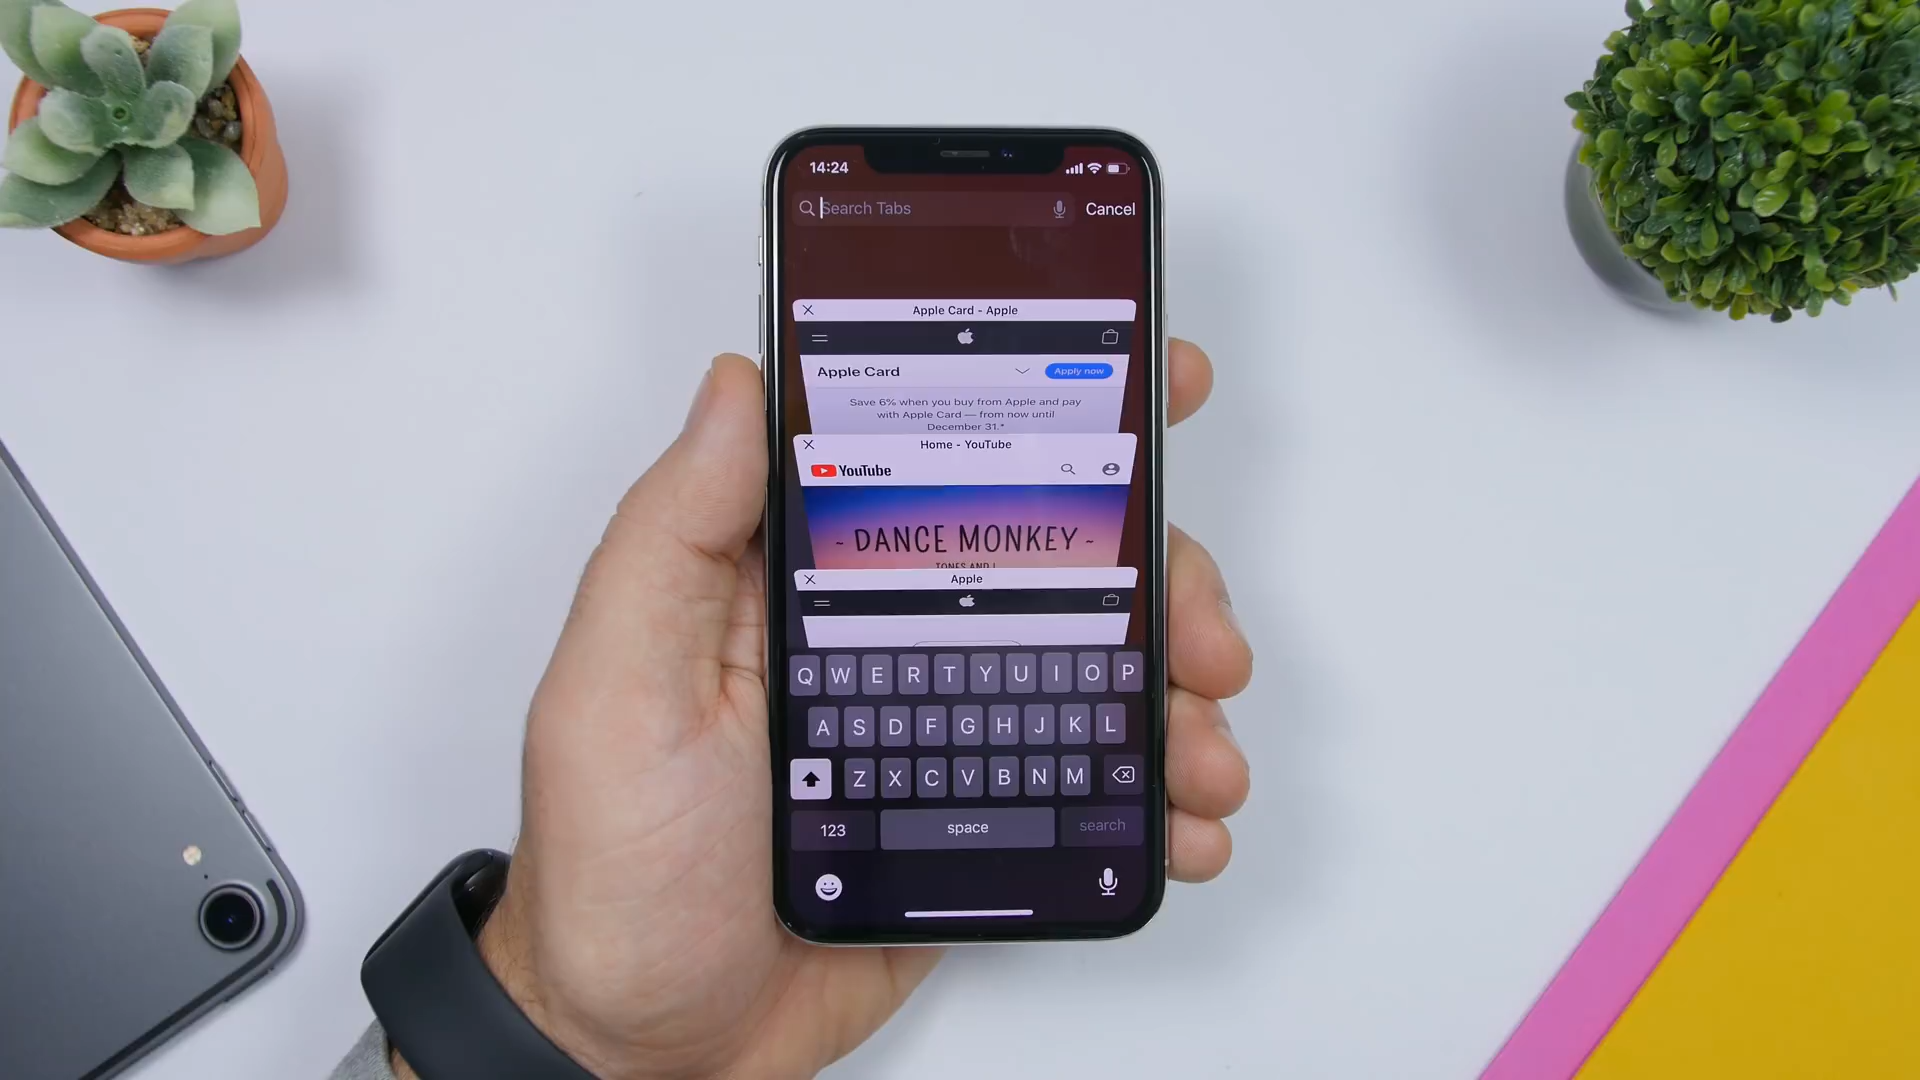 14:24
Search Tabs
Cancel
Apple Card - Apple
Apple Card
Apply now
Save 6% when you buy from Apple and pay
with Apple Card — from now until
December 31.*
Home - YouTube
YouTube
~ DANCE MONKEY ~
TONES AND I
Apple
Q W E R T Y U I O P
A S D F G H J K L
Z X C V B N M
123
space
search